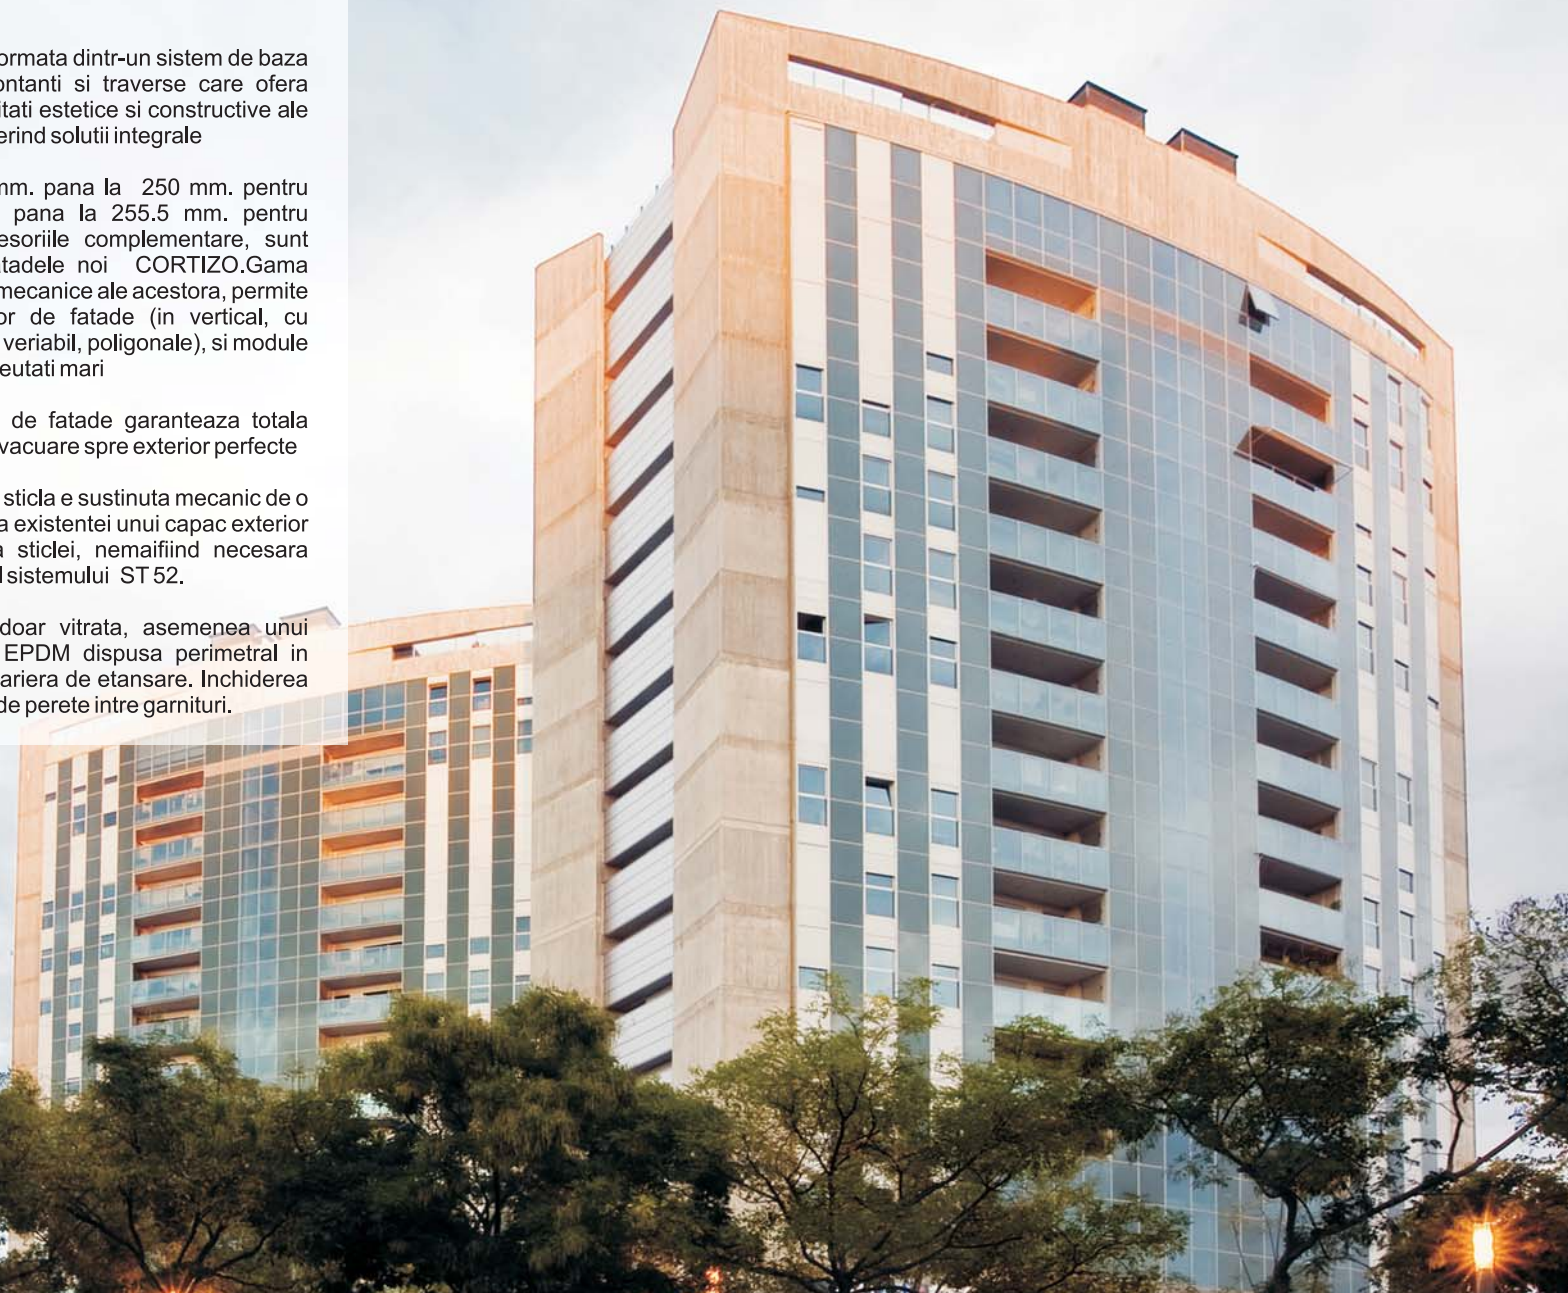 ormata dintr-un sistem de baza
ontanti si traverse care ofera
itati estetice si constructive ale
erind solutii integrale
mm. pana la 250 mm. pentru
pana la 255.5 mm. pentru
esoriile complementare, sunt
tadele noi CORTIZO.Gama
mecanice ale acestora, permite
or de fatade (in vertical, cu
veriabil, poligonale), si module
eutati mari
de fatade garanteaza totala
vacuare spre exterior perfecte
sticla e sustinuta mecanic de o
a existentei unui capac exterior
a sticlei, nemaifiind necesara
l sistemului ST 52.
doar vitrata, asemenea unui
EPDM dispusa perimetral in
ariera de etansare. Inchiderea
de perete intre garnituri.